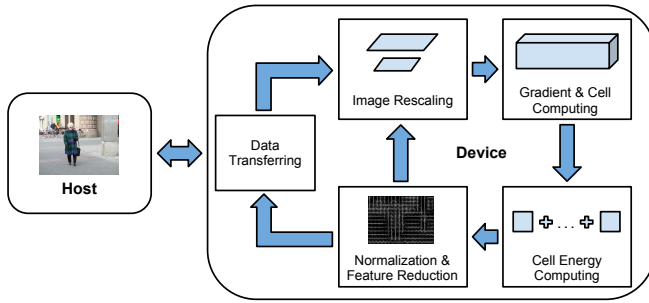 Image Rescaling
Gradient & Cell
Computing
Data
Transferring
Host
Device
Normalization &
Feature Reduction
+ ... +
Cell Energy
Computing